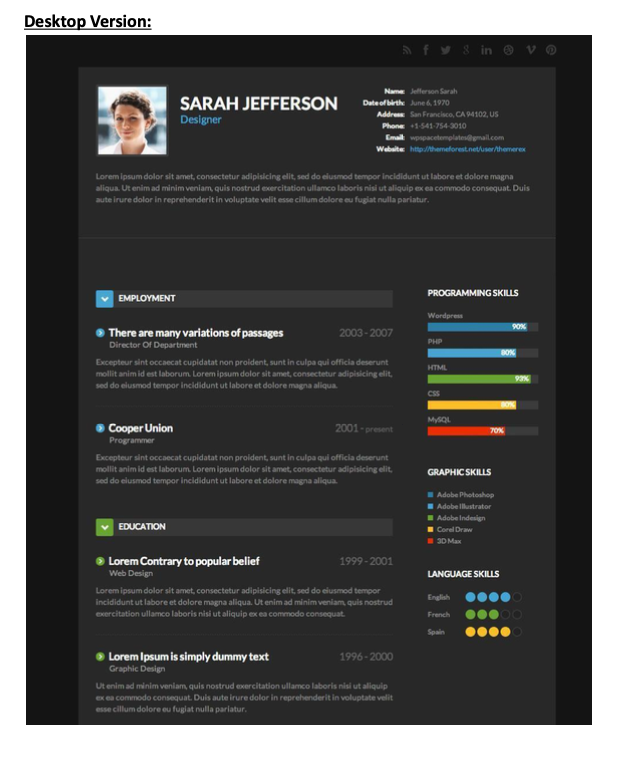 Desktop Version:
SARAH JEFFERSON
Designer
Name: Jefferson Sarah
Date of birth: June 6, 1970
Address: San Francisco, CA 94102, US
Phone: +1-541-754-3010
Email: wpspacetemplates@gmail.com
Website: http://themeforest.net/user/themerex
Lorem ipsum dolor sit amet, consectetur adipisicing elit, sed do eiusmod tempor incididunt ut labore et dolore magna
aliqua. Ut enim ad minim veniam, quis nostrud exercitation ullamco laboris nisi ut aliquip ex ea commodo consequat. Duis
aute irure dolor in reprehenderit in voluptate velit esse cillum dolore eu fugiat nulla pariatur.
EMPLOYMENT
There are many variations of passages 2003 - 2007
Director Of Department
Excepteur sint occaecat cupidatat non proident, sunt in culpa qui officia deserunt
mollit anim id est laborum. Lorem ipsum dolor sit amet, consectetur adipisicing elit,
sed do eiusmod tempor incididunt ut labore et dolore magna aliqua.
Cooper Union 2001 - present
Programmer
Excepteur sint occaecat cupidatat non proident, sunt in culpa qui officia deserunt
mollit anim id est laborum. Lorem ipsum dolor sit amet, consectetur adipisicing elit,
sed do eiusmod tempor incididunt ut labore et dolore magna aliqua.
EDUCATION
Lorem Contrary to popular belief 1999 - 2001
Web Design
Lorem ipsum dolor sit amet, consectetur adipisicing elit, sed do eiusmod tempor
incididunt ut labore et dolore magna aliqua. Ut enim ad minim veniam, quis nostrud
exercitation ullamco laboris nisi ut aliquip ex ea commodo consequat.
Lorem Ipsum is simply dummy text 1996 - 2000
Graphic Design
Ut enim ad minim veniam, quis nostrud exercitation ullamco laboris nisi ut aliquip
ex ea commodo consequat. Duis aute irure dolor in reprehenderit in voluptate velit
esse cillum dolore eu fugiat nulla pariatur.
PROGRAMMING SKILLS
Wordpress
90%
PHP
80%
HTML
93%
CSS
80%
MySQL
70%
GRAPHIC SKILLS
Adobe Photoshop
Adobe Illustrator
Adobe Indesign
Corel Draw
3D Max
LANGUAGE SKILLS
English
French
Spain